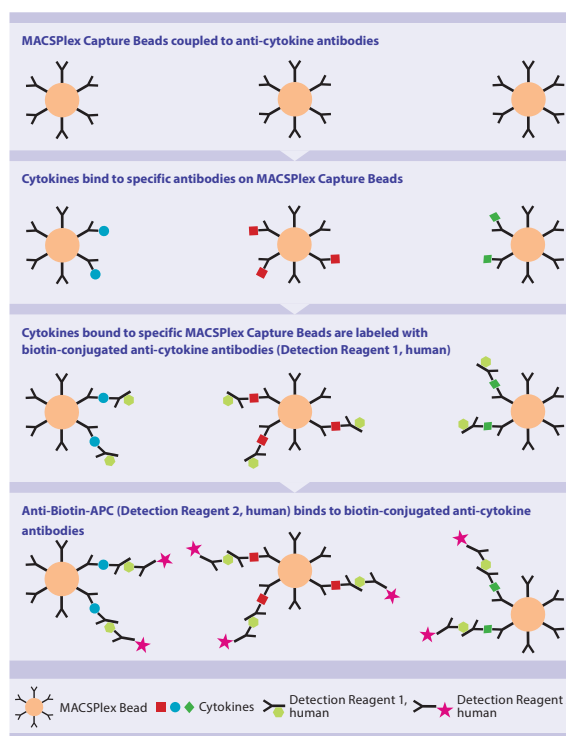 MACSPlex Capture Beads coupled to anti-cytokine antibodies
Cytokines bind to specific antibodies on MACSPlex Capture Beads
Cytokines bound to specific MACSPlex Capture Beads are labeled with
biotin-conjugated anti-cytokine antibodies (Detection Reagent 1, human)
Anti-Biotin-APC (Detection Reagent 2, human) binds to biotin-conjugated anti-cytokine
antibodies
MACSPlex Bead
Cytokines
Detection Reagent 1,
human
Detection Reagent
human